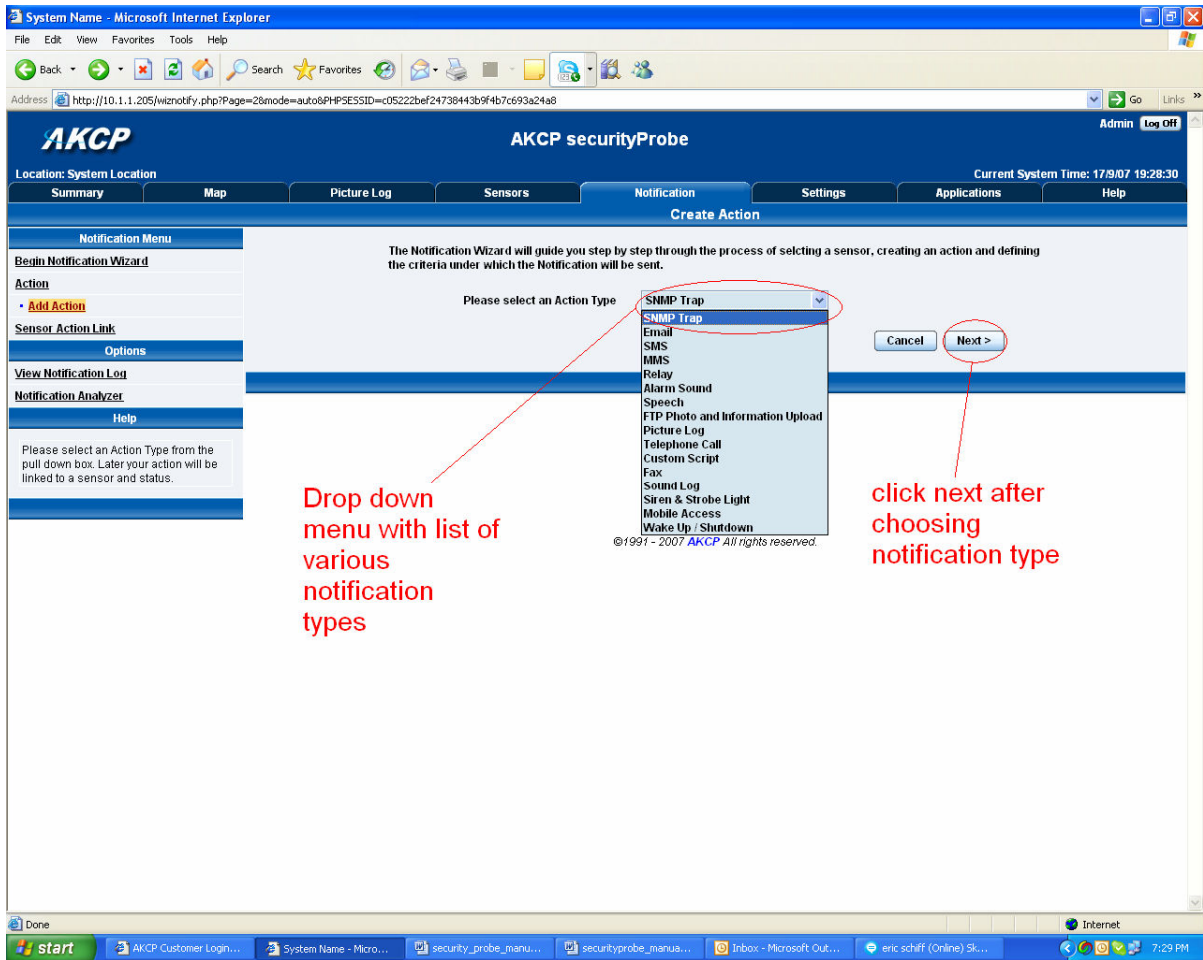 System Name - Microsoft Internet Explorer
File Edit View Favorites Tools Help
Back Search Favorites
Address http://10.1.1.205/wiznotify.php?Page=2&mode=auto&PHPSESSID=c05222bef24738443b9f4b7c693a24a8 Go Links »
AKCP
AKCP securityProbe
Admin Log Off
Location: System Location
Current System Time: 17/9/07 19:28:30
Summary Map Picture Log Sensors Notification Settings Applications Help
Create Action
Notification Menu
Begin Notification Wizard
Action
Add Action
Sensor Action Link
Options
View Notification Log
Notification Analyzer
Help
Please select an Action Type from the
pull down box. Later your action will be
linked to a sensor and status.
The Notification Wizard will guide you step by step through the process of selcting a sensor, creating an action and defining
the criteria under which the Notification will be sent.
Please select an Action Type SNMP Trap
SNMP Trap
Email
SMS
MMS
Relay
Alarm Sound
Speech
FTP Photo and Information Upload
Picture Log
Telephone Call
Custom Script
Fax
Sound Log
Siren & Strobe Light
Mobile Access
Wake Up / Shutdown
Cancel Next >
©1991 - 2007 AKCP All rights reserved.
Drop down
menu with list of
various
notification
types
click next after
choosing
notification type
Done Internet
start AKCP Customer Login... System Name - Micro... security_probe_manu... securityprobe_manua... Inbox - Microsoft Out... eric schiff (Online) Sk... 7:29 PM